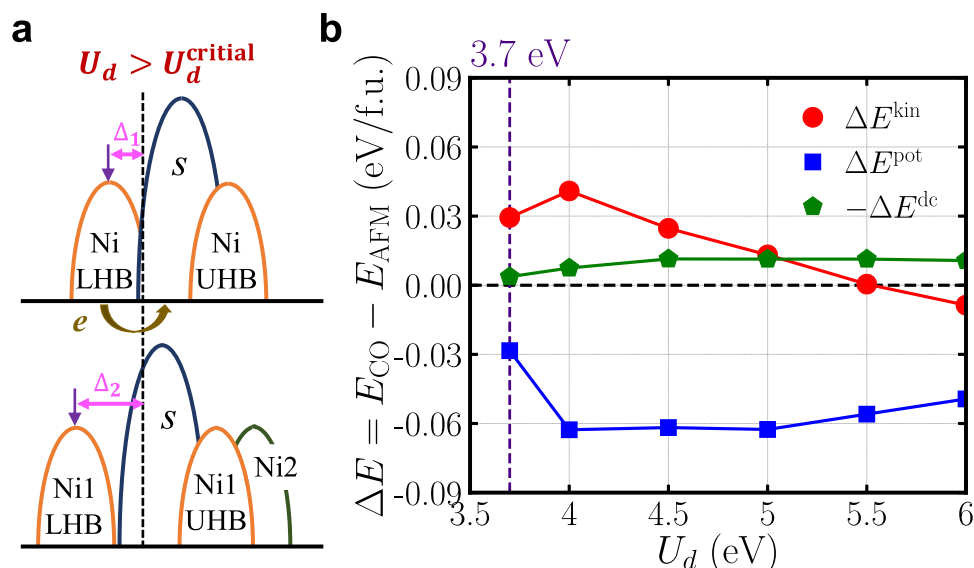 a
U_d > U_d^critial
Δ₁
s
Ni
LHB
Ni
UHB
e
Δ₂
s
Ni1
LHB
Ni1
UHB
Ni2
b
3.7 eV
ΔE = E_CO − E_AFM (eV/f.u.)
0.09
0.06
0.03
0.00
-0.03
-0.06
-0.09
ΔE^kin
ΔE^pot
−ΔE^dc
3.5 4 4.5 5 5.5 6
U_d (eV)